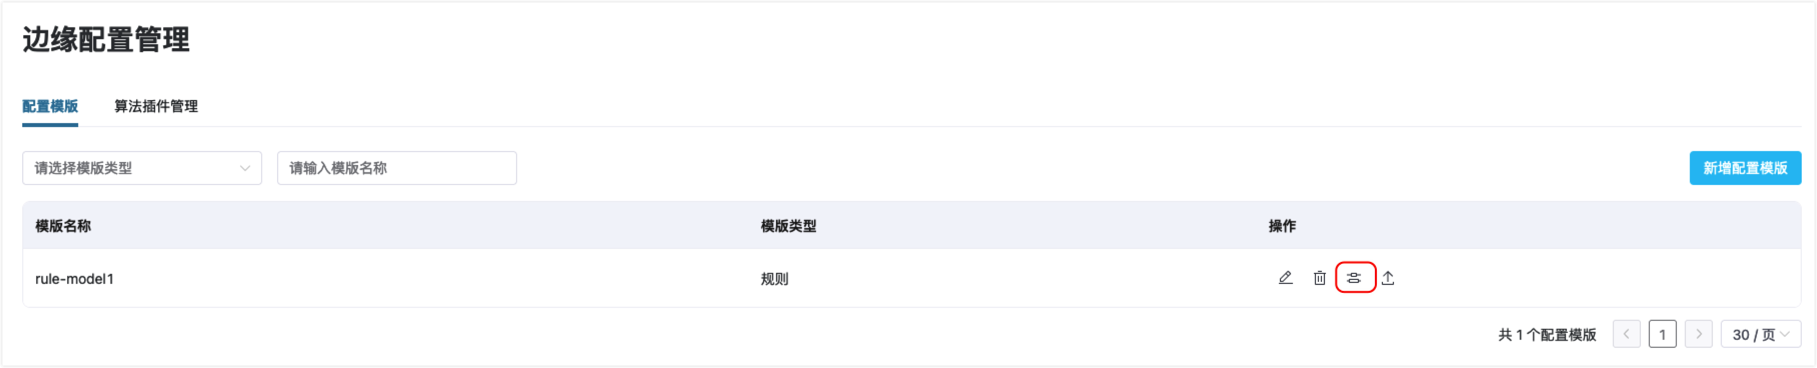 边缘配置管理
配置模版 算法插件管理
请选择模版类型 请输入模版名称 新增配置模版
模版名称 模版类型 操作
rule-model1 规则
共 1 个配置模版 1 30 / 页